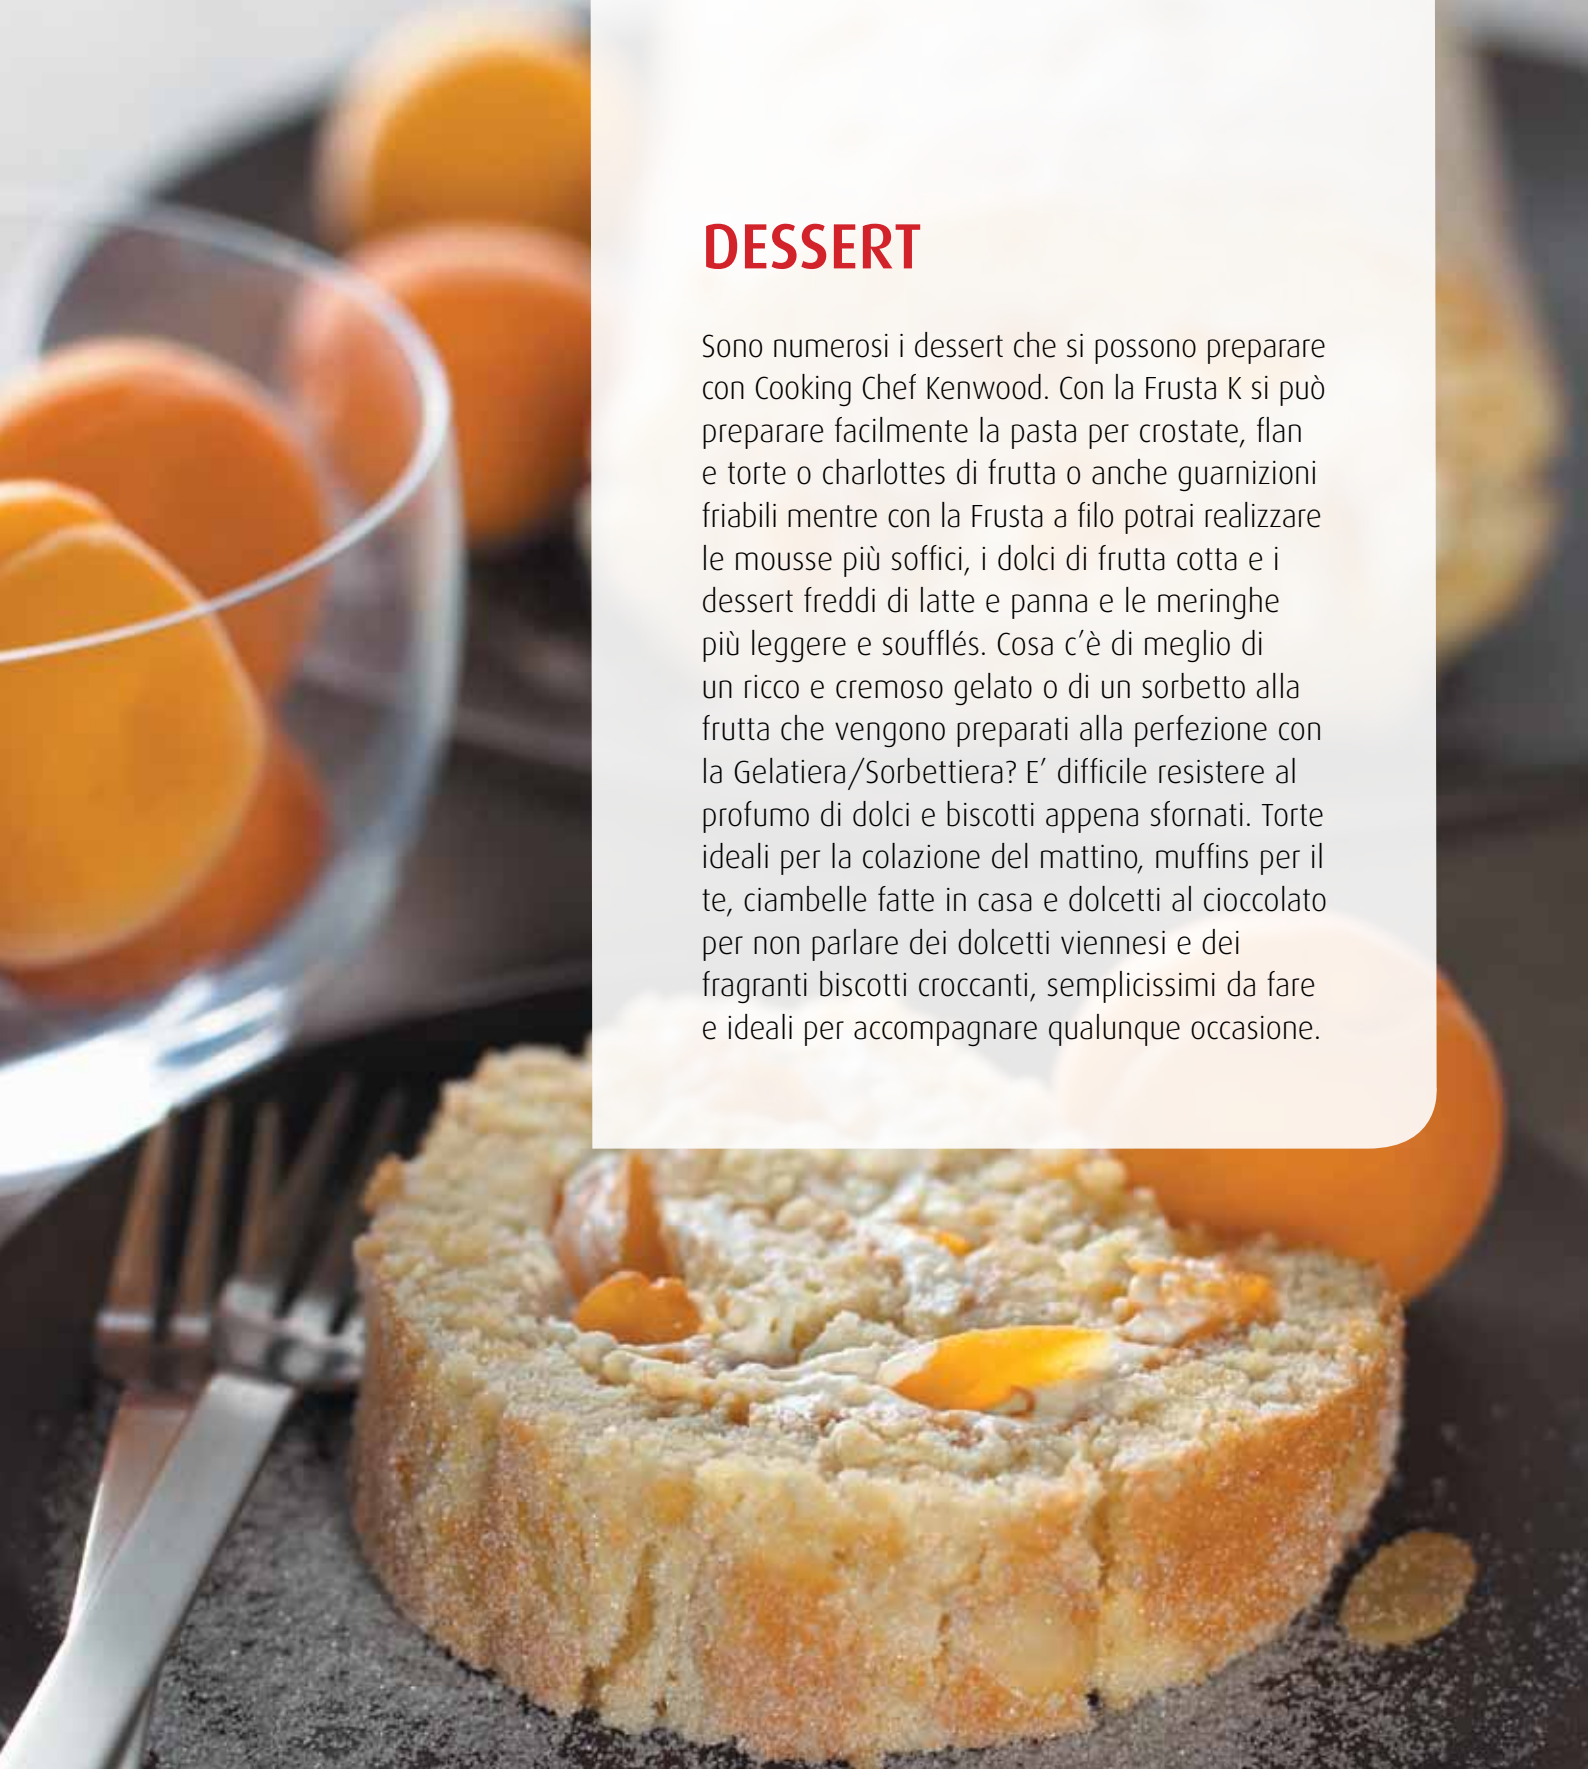 DESSERT
Sono numerosi i dessert che si possono preparare
con Cooking Chef Kenwood. Con la Frusta K si può
preparare facilmente la pasta per crostate, flan
e torte o charlottes di frutta o anche guarnizioni
friabili mentre con la Frusta a filo potrai realizzare
le mousse più soffici, i dolci di frutta cotta e i
dessert freddi di latte e panna e le meringhe
più leggere e soufflés. Cosa c’è di meglio di
un ricco e cremoso gelato o di un sorbetto alla
frutta che vengono preparati alla perfezione con
la Gelatiera/Sorbettiera? E’ difficile resistere al
profumo di dolci e biscotti appena sfornati. Torte
ideali per la colazione del mattino, muffins per il
te, ciambelle fatte in casa e dolcetti al cioccolato
per non parlare dei dolcetti viennesi e dei
fragranti biscotti croccanti, semplicissimi da fare
e ideali per accompagnare qualunque occasione.